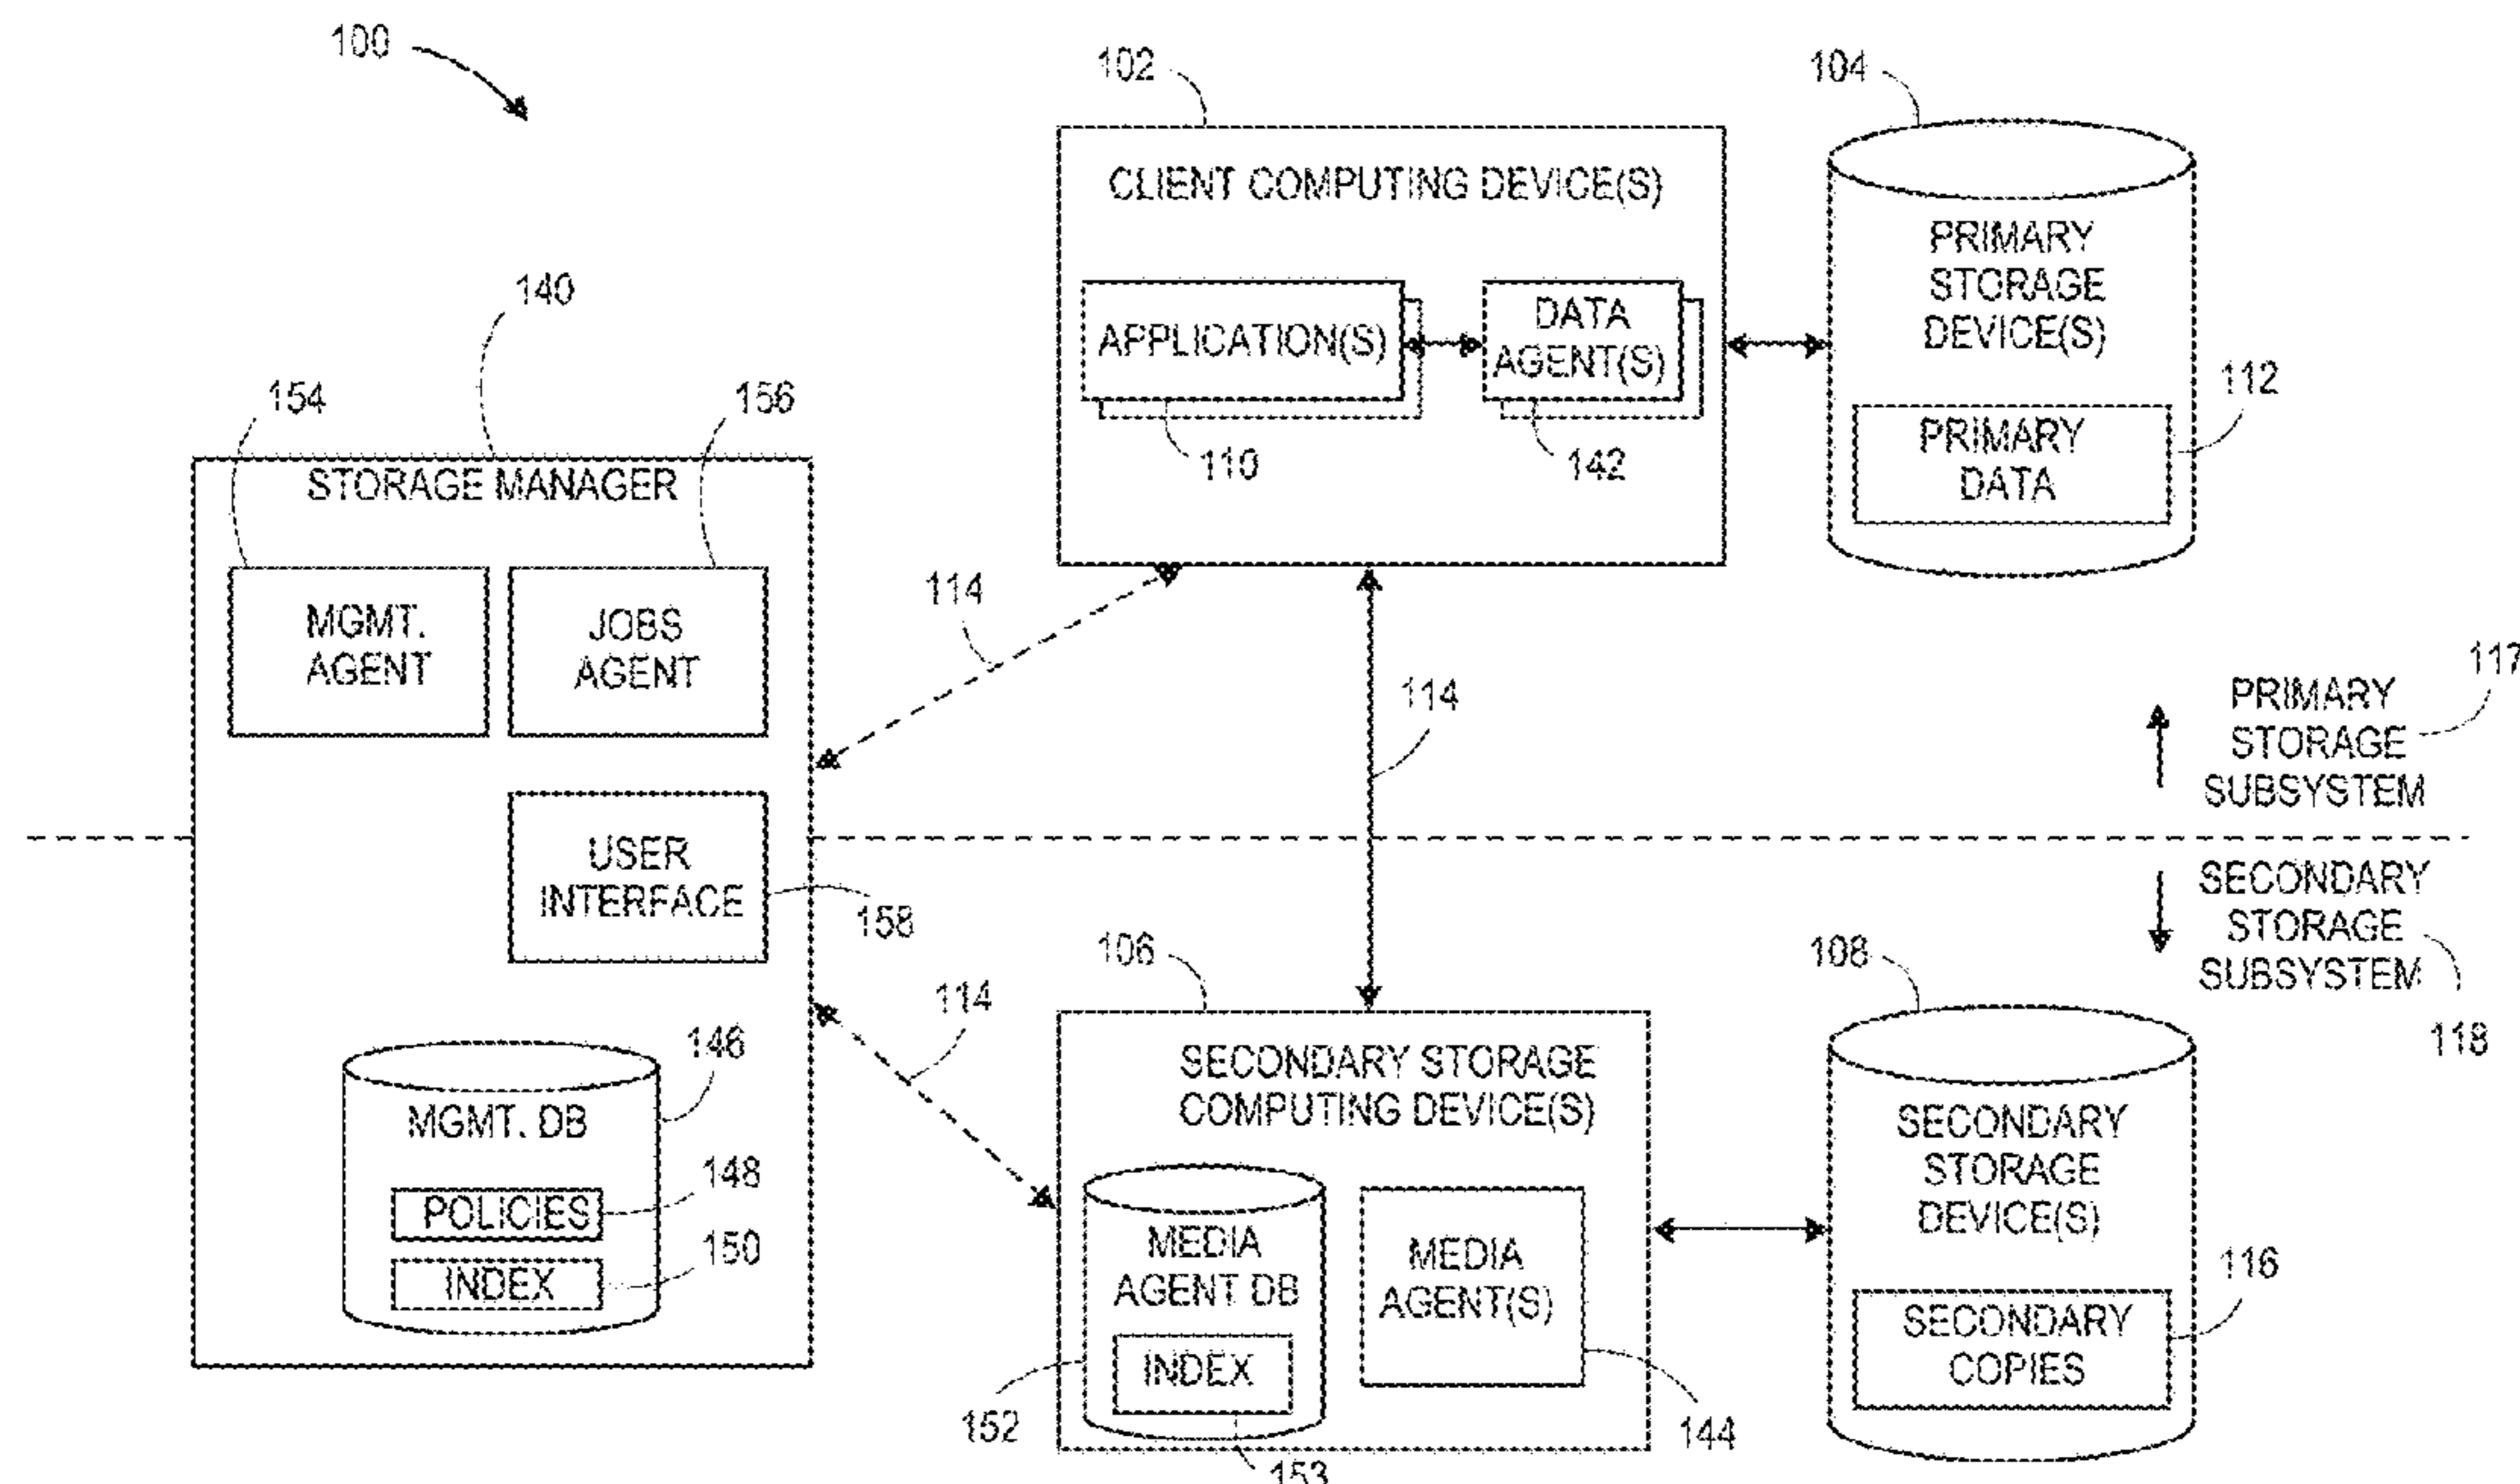 100
102
CLIENT COMPUTING DEVICE(S)
APPLICATION(S)
110
DATA
AGENT(S)
142
104
PRIMARY
STORAGE
DEVICE(S)
PRIMARY
DATA
112
140
154
156
STORAGE MANAGER
MGMT.
AGENT
JOBS
AGENT
USER
INTERFACE
158
MGMT. DB
146
POLICIES
148
INDEX
150
114
114
114
PRIMARY
STORAGE
SUBSYSTEM
117
SECONDARY
STORAGE
SUBSYSTEM
118
106
SECONDARY STORAGE
COMPUTING DEVICE(S)
MEDIA
AGENT DB
INDEX
152
153
MEDIA
AGENT(S)
144
108
SECONDARY
STORAGE
DEVICE(S)
SECONDARY
COPIES
116